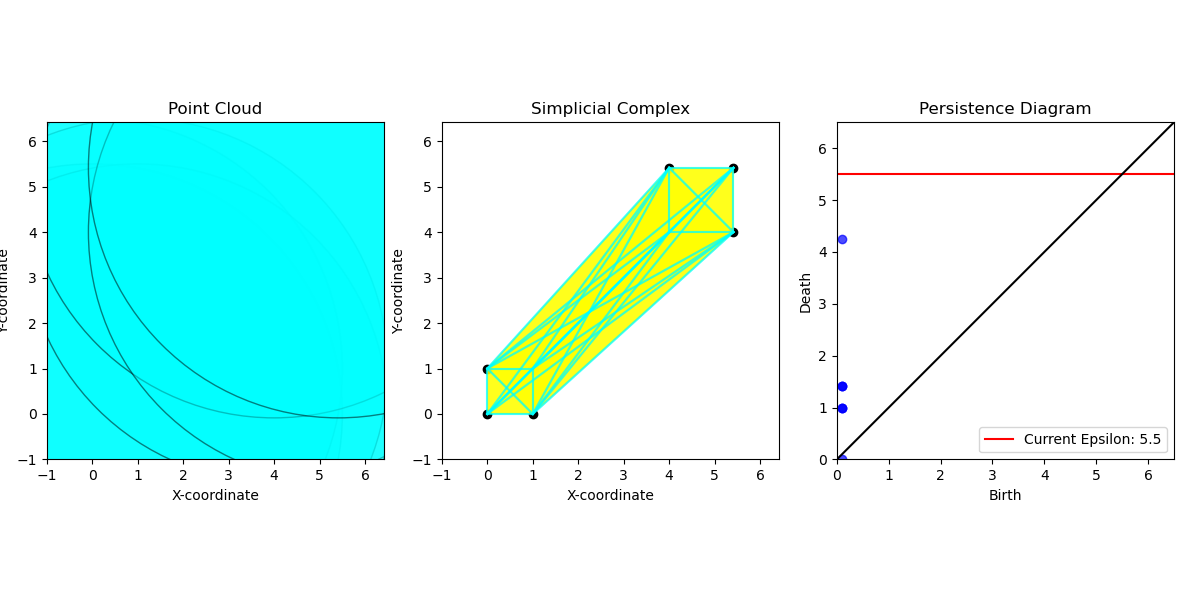 Point Cloud
Y-coordinate
6
5
4
3
2
1
0
−1
−1 0 1 2 3 4 5 6
X-coordinate
Simplicial Complex
Y-coordinate
6
5
4
3
2
1
0
−1
−1 0 1 2 3 4 5 6
X-coordinate
Persistence Diagram
Death
6
5
4
3
2
1
0
Current Epsilon: 5.5
0 1 2 3 4 5 6
Birth